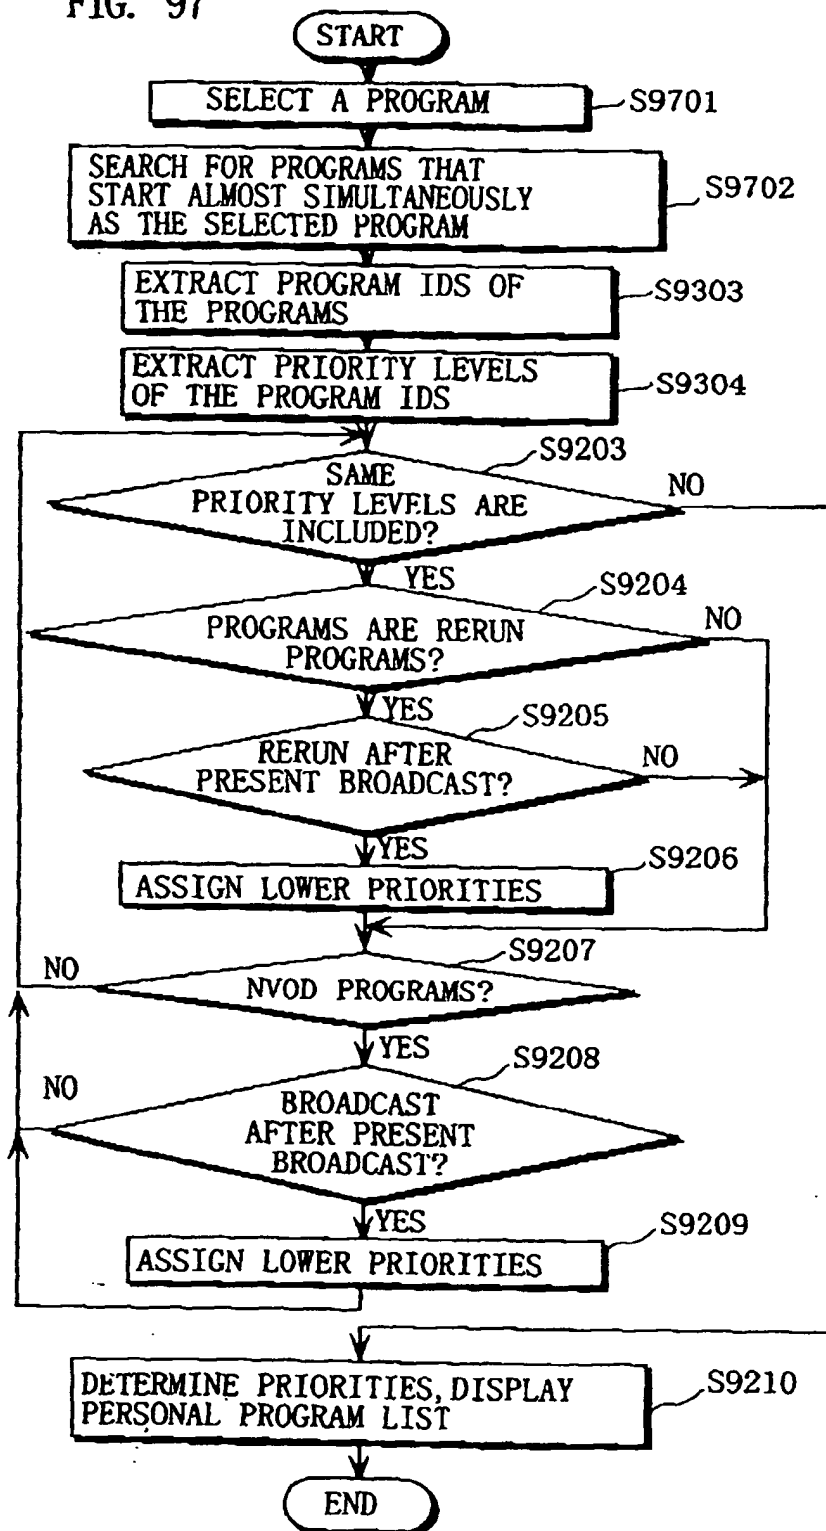 FIG. 97
START
SELECT A PROGRAM
S9701
SEARCH FOR PROGRAMS THAT
START ALMOST SIMULTANEOUSLY
AS THE SELECTED PROGRAM
S9702
EXTRACT PROGRAM IDS OF
THE PROGRAMS
S9303
EXTRACT PRIORITY LEVELS
OF THE PROGRAM IDS
S9304
S9203
SAME
PRIORITY LEVELS ARE
INCLUDED?
NO
YES
S9204
PROGRAMS ARE RERUN
PROGRAMS?
NO
YES
S9205
RERUN AFTER
PRESENT BROADCAST?
NO
YES
S9206
ASSIGN LOWER PRIORITIES
S9207
NO
NVOD PROGRAMS?
YES
S9208
NO
BROADCAST
AFTER PRESENT
BROADCAST?
YES
S9209
ASSIGN LOWER PRIORITIES
DETERMINE PRIORITIES, DISPLAY
PERSONAL PROGRAM LIST
S9210
END